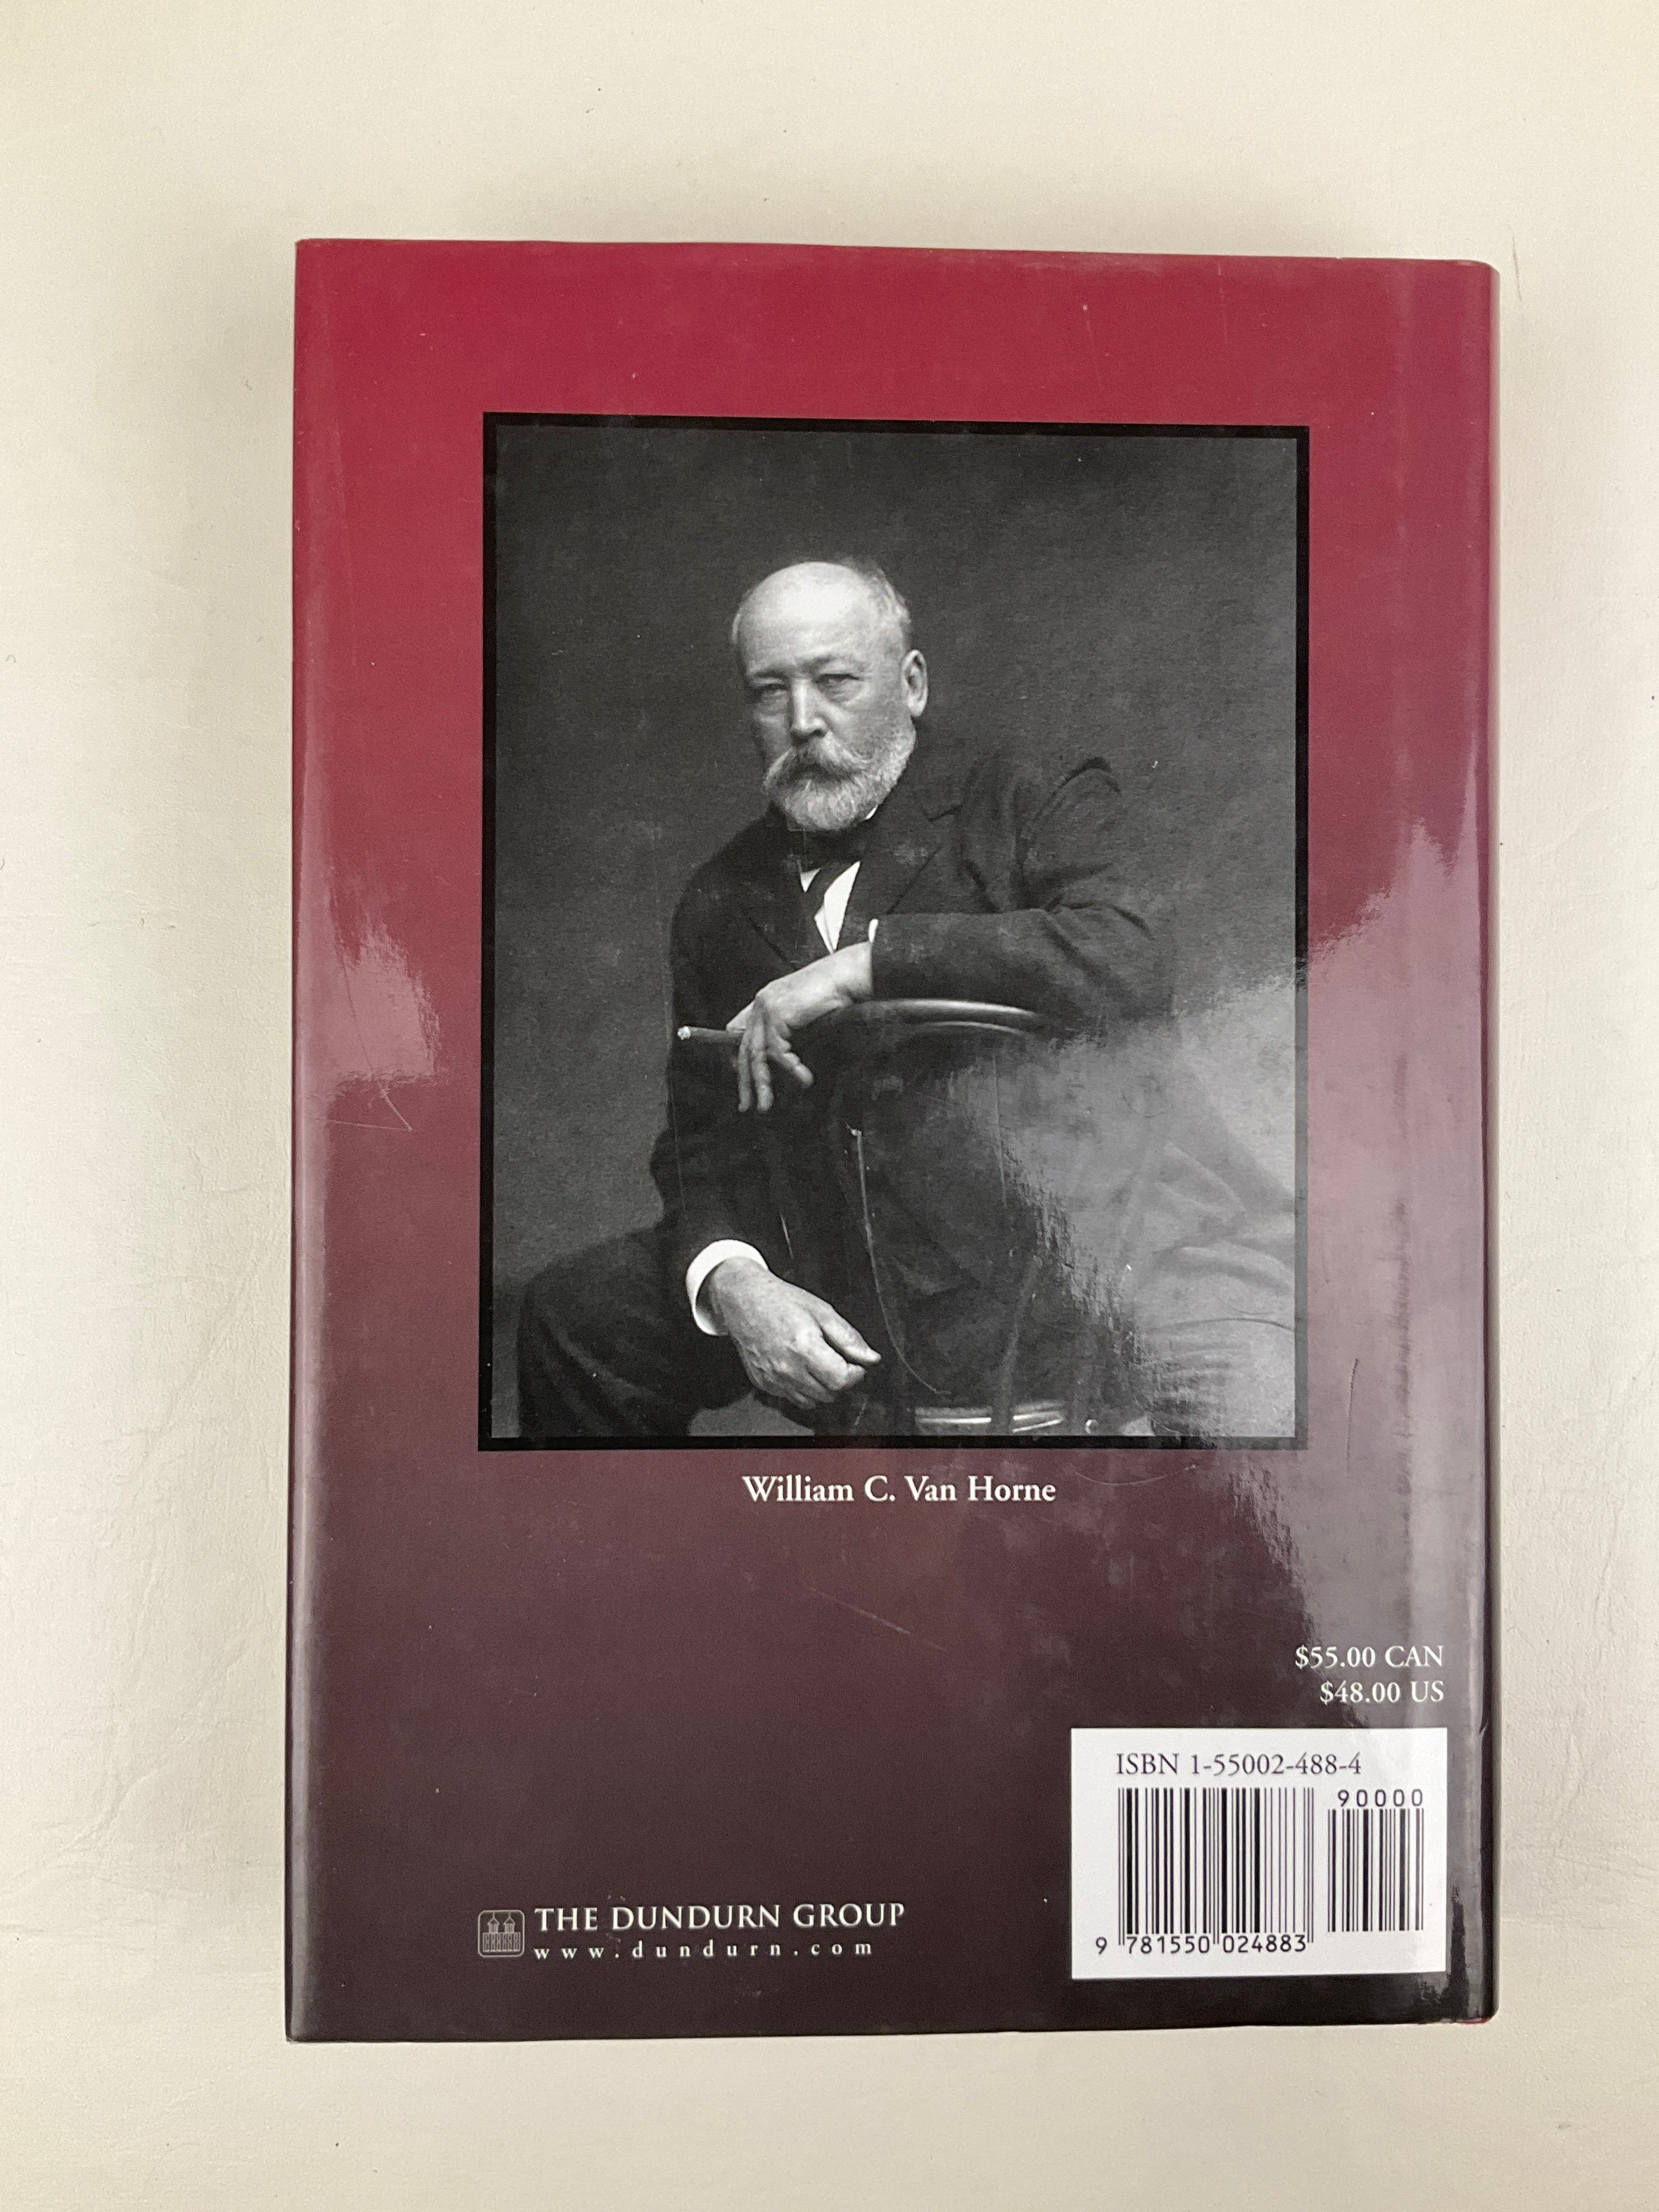 William C. Van Horne
$55.00 CAN
$48.00 US
ISBN 1-55002-488-4
90000
9 781550 024883
THE DUNDURN GROUP
www.dundurn.com